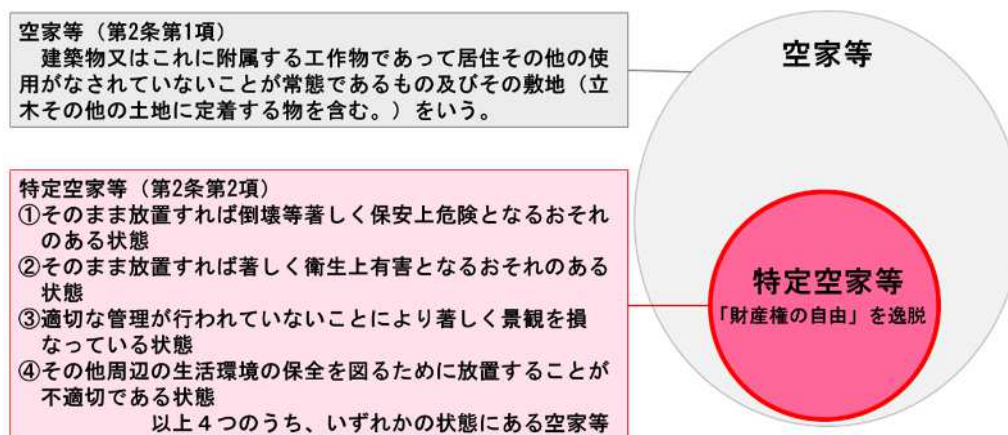 空家等（第2条第1項）
建築物又はこれに附属する工作物であって居住その他の使
用がなされていないことが常態であるもの及びその敷地（立
木その他の土地に定着する物を含む。）をいう。
特定空家等（第2条第2項）
①そのまま放置すれば倒壊等著しく保安上危険となるおそれ
のある状態
②そのまま放置すれば著しく衛生上有害となるおそれのある
状態
③適切な管理が行われていないことにより著しく景観を損
なっている状態
④その他周辺の生活環境の保全を図るために放置することが
不適切である状態
以上４つのうち、いずれかの状態にある空家等
空家等
特定空家等
「財産権の自由」を逸脱